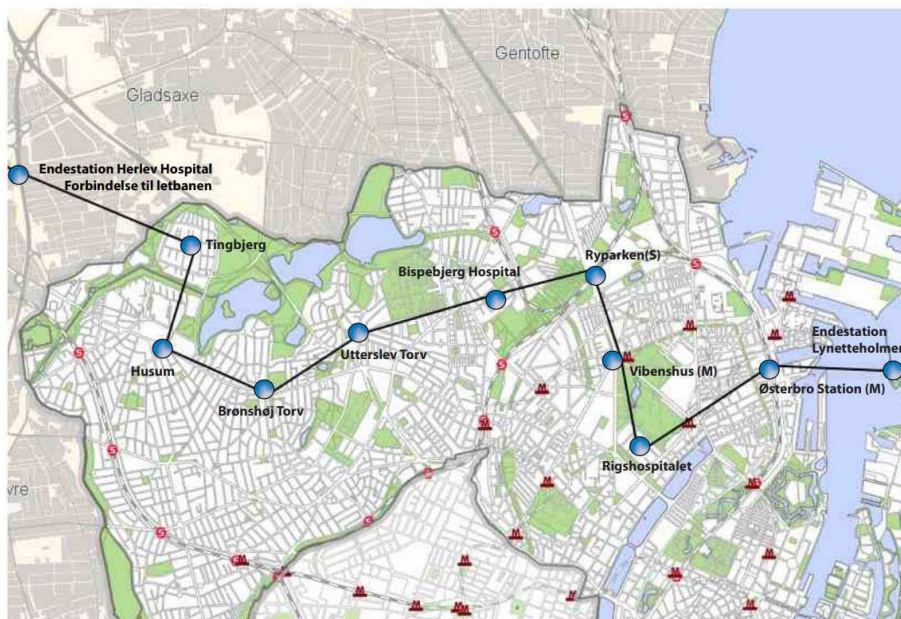 Gentofte
Gladsaxe
Endestation Herlev Hospital
Forbindelse til letbanen
Tingbjerg
Ryparken(S)
Bispebjerg Hospital
Endestation
Lynetteholmen
Utterslev Torv
Husum
Vibenshus (M)
Østerbro Station (M)
Brønshøj Torv
Rigshospitalet
vre